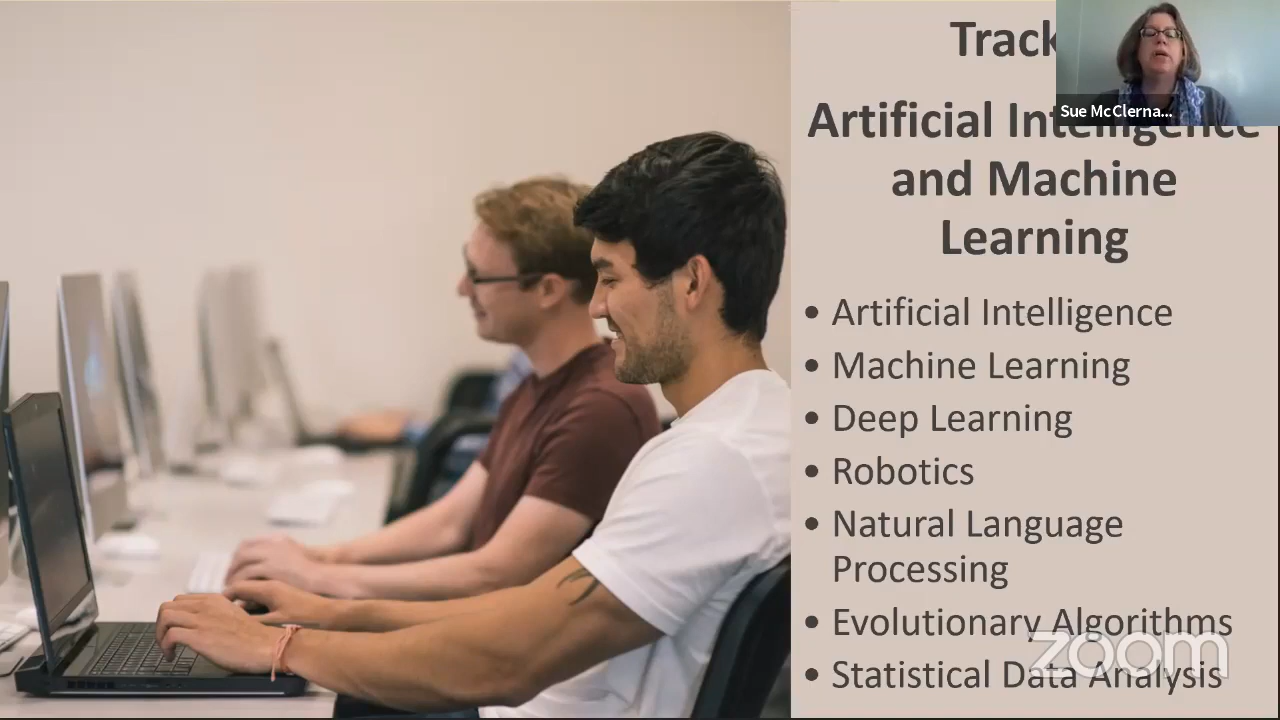 Track
Sue McClerna...
Artificial Intelligence
and Machine
Learning
• Artificial Intelligence
• Machine Learning
• Deep Learning
• Robotics
• Natural Language
Processing
• Evolutionary Algorithms
• Statistical Data Analysis
zoom